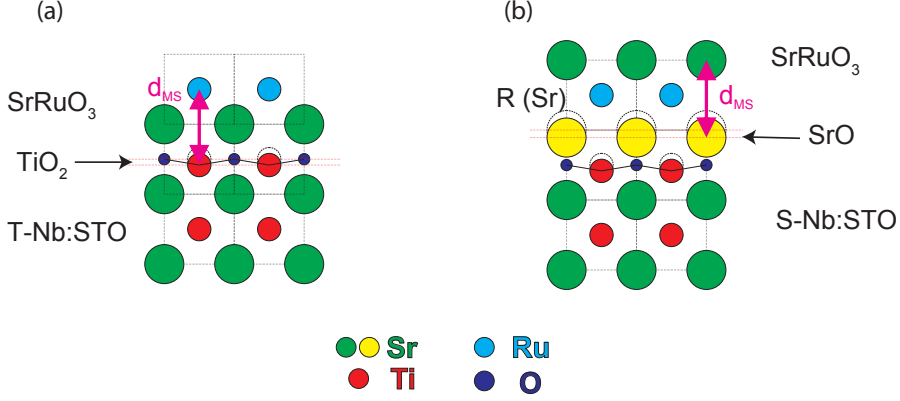 (a)
SrRuO3
TiO2
T-Nb:STO
dMS
(b)
SrRuO3
R (Sr)
dMS
SrO
S-Nb:STO
Sr
Ru
Ti
O